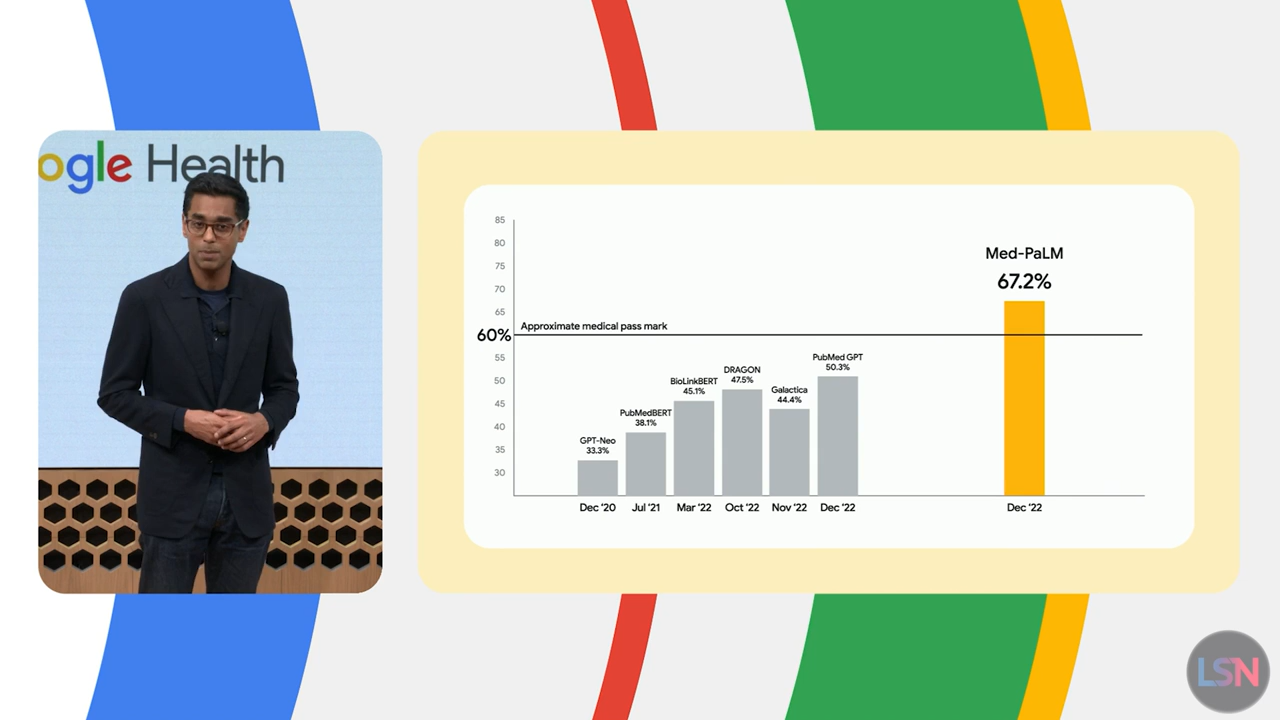 ogle Health
85
80
75
70
65
60%
55
50
45
40
35
30
Approximate medical pass mark
GPT-Neo
33.3%
PubMedBERT
38.1%
BioLinkBERT
45.1%
DRAGON
47.5%
Galactica
44.4%
PubMed GPT
50.3%
Med-PaLM
67.2%
Dec '20
Jul '21
Mar '22
Oct '22
Nov '22
Dec '22
Dec '22
LSN